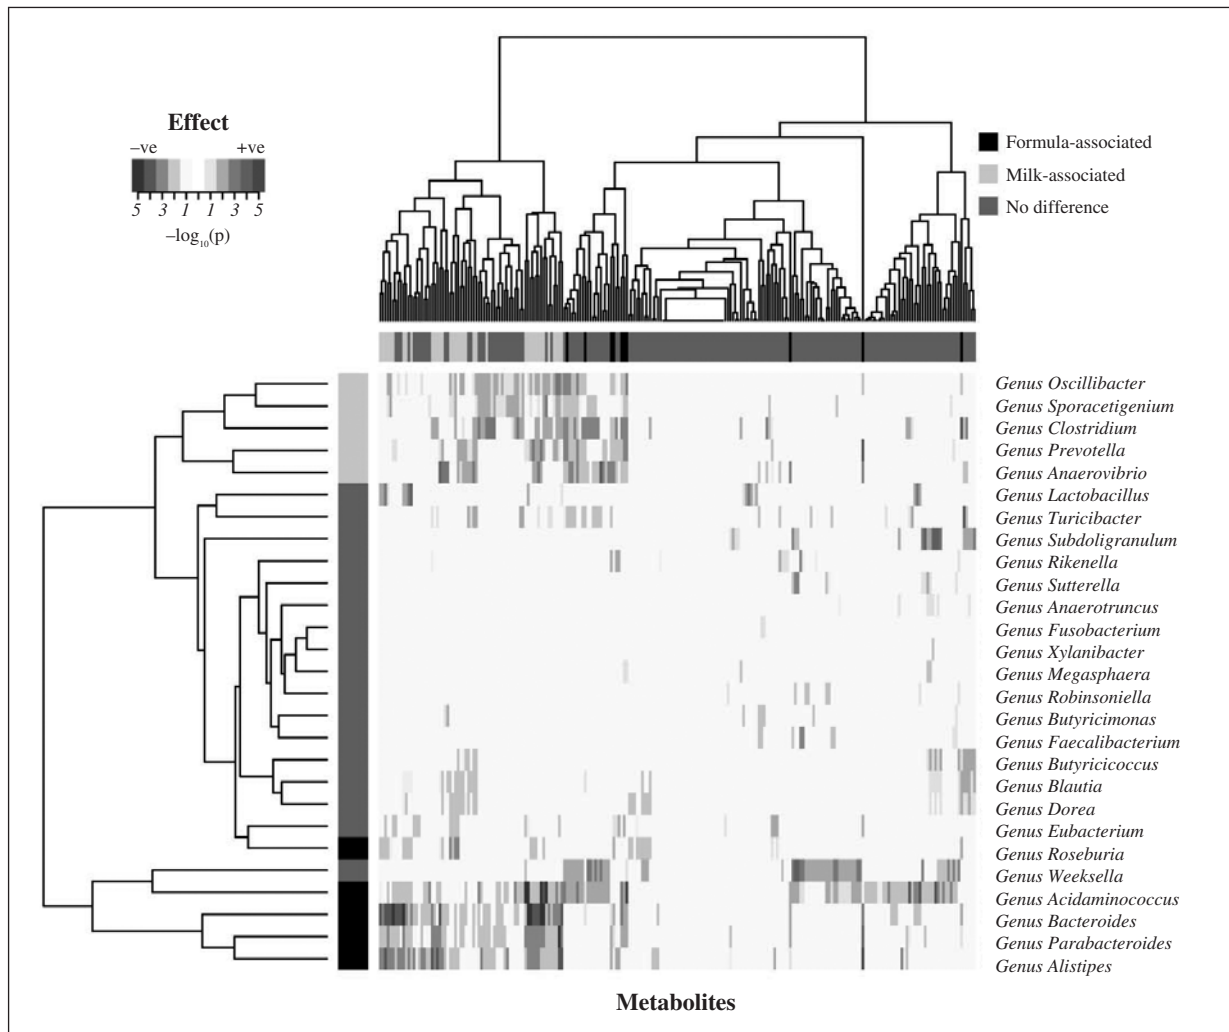 Effect
–ve +ve
5 3 1 1 3 5
–log10(p)
Formula-associated
Milk-associated
No difference
Genus Oscillibacter
Genus Sporacetigenium
Genus Clostridium
Genus Prevotella
Genus Anaerovibrio
Genus Lactobacillus
Genus Turicibacter
Genus Subdoligranulum
Genus Rikenella
Genus Sutterella
Genus Anaerotruncus
Genus Fusobacterium
Genus Xylanibacter
Genus Megasphaera
Genus Robinsoniella
Genus Butyricimonas
Genus Faecalibacterium
Genus Butyricicoccus
Genus Blautia
Genus Dorea
Genus Eubacterium
Genus Roseburia
Genus Weeksella
Genus Acidaminococcus
Genus Bacteroides
Genus Parabacteroides
Genus Alistipes
Metabolites